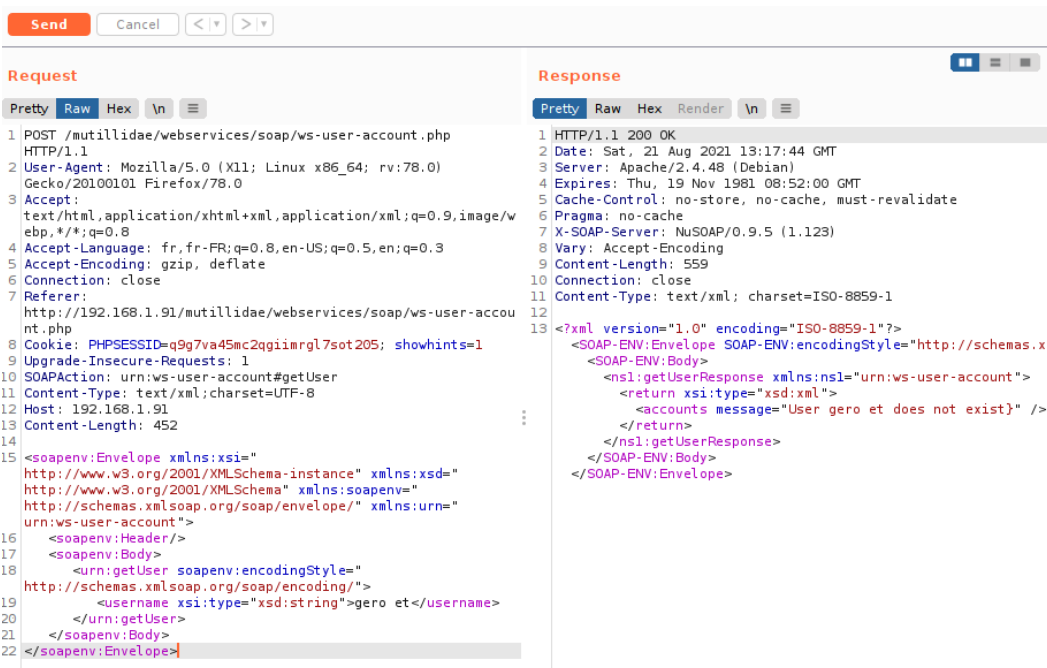 Send Cancel < >
Request
Pretty Raw Hex \n
1 POST /mutillidae/webservices/soap/ws-user-account.php
HTTP/1.1
2 User-Agent: Mozilla/5.0 (X11; Linux x86_64; rv:78.0)
Gecko/20100101 Firefox/78.0
3 Accept:
text/html,application/xhtml+xml,application/xml;q=0.9,image/w
ebp,*/*;q=0.8
4 Accept-Language: fr,fr-FR;q=0.8,en-US;q=0.5,en;q=0.3
5 Accept-Encoding: gzip, deflate
6 Connection: close
7 Referer:
http://192.168.1.91/mutillidae/webservices/soap/ws-user-accou
nt.php
8 Cookie: PHPSESSID=q9g7va45mc2qgiimrgl7sot205; showhints=1
9 Upgrade-Insecure-Requests: 1
10 SOAPAction: urn:ws-user-account#getUser
11 Content-Type: text/xml;charset=UTF-8
12 Host: 192.168.1.91
13 Content-Length: 452
14
15 <soapenv:Envelope xmlns:xsi="
http://www.w3.org/2001/XMLSchema-instance" xmlns:xsd="
http://www.w3.org/2001/XMLSchema" xmlns:soapenv="
http://schemas.xmlsoap.org/soap/envelope/" xmlns:urn="
urn:ws-user-account">
16 <soapenv:Header/>
17 <soapenv:Body>
18 <urn:getUser soapenv:encodingStyle="
http://schemas.xmlsoap.org/soap/encoding/">
19 <username xsi:type="xsd:string">gero et</username>
20 </urn:getUser>
21 </soapenv:Body>
22 </soapenv:Envelope>
Response
Pretty Raw Hex Render \n
1 HTTP/1.1 200 OK
2 Date: Sat, 21 Aug 2021 13:17:44 GMT
3 Server: Apache/2.4.48 (Debian)
4 Expires: Thu, 19 Nov 1981 08:52:00 GMT
5 Cache-Control: no-store, no-cache, must-revalidate
6 Pragma: no-cache
7 X-SOAP-Server: NuSOAP/0.9.5 (1.123)
8 Vary: Accept-Encoding
9 Content-Length: 559
10 Connection: close
11 Content-Type: text/xml; charset=ISO-8859-1
12
13 <?xml version="1.0" encoding="ISO-8859-1"?>
<SOAP-ENV:Envelope SOAP-ENV:encodingStyle="http://schemas.x
<SOAP-ENV:Body>
<ns1:getUserResponse xmlns:ns1="urn:ws-user-account">
<return xsi:type="xsd:xml">
<accounts message="User gero et does not exist}" />
</return>
</ns1:getUserResponse>
</SOAP-ENV:Body>
</SOAP-ENV:Envelope>